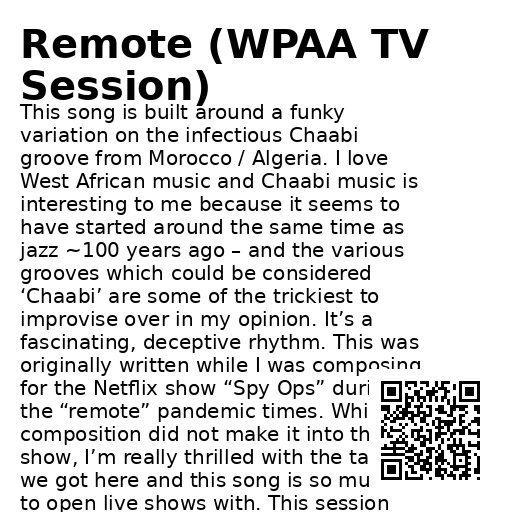 Remote (WPAA TV
Session)
This song is built around a funky
variation on the infectious Chaabi
groove from Morocco / Algeria. I love
West African music and Chaabi music is
interesting to me because it seems to
have started around the same time as
jazz ~100 years ago – and the various
grooves which could be considered
‘Chaabi’ are some of the trickiest to
improvise over in my opinion. It’s a
fascinating, deceptive rhythm. This was
originally written while I was composing
for the Netflix show “Spy Ops” duri
the “remote” pandemic times. Whi
composition did not make it into th
show, I’m really thrilled with the ta
we got here and this song is so mu
to open live shows with. This session